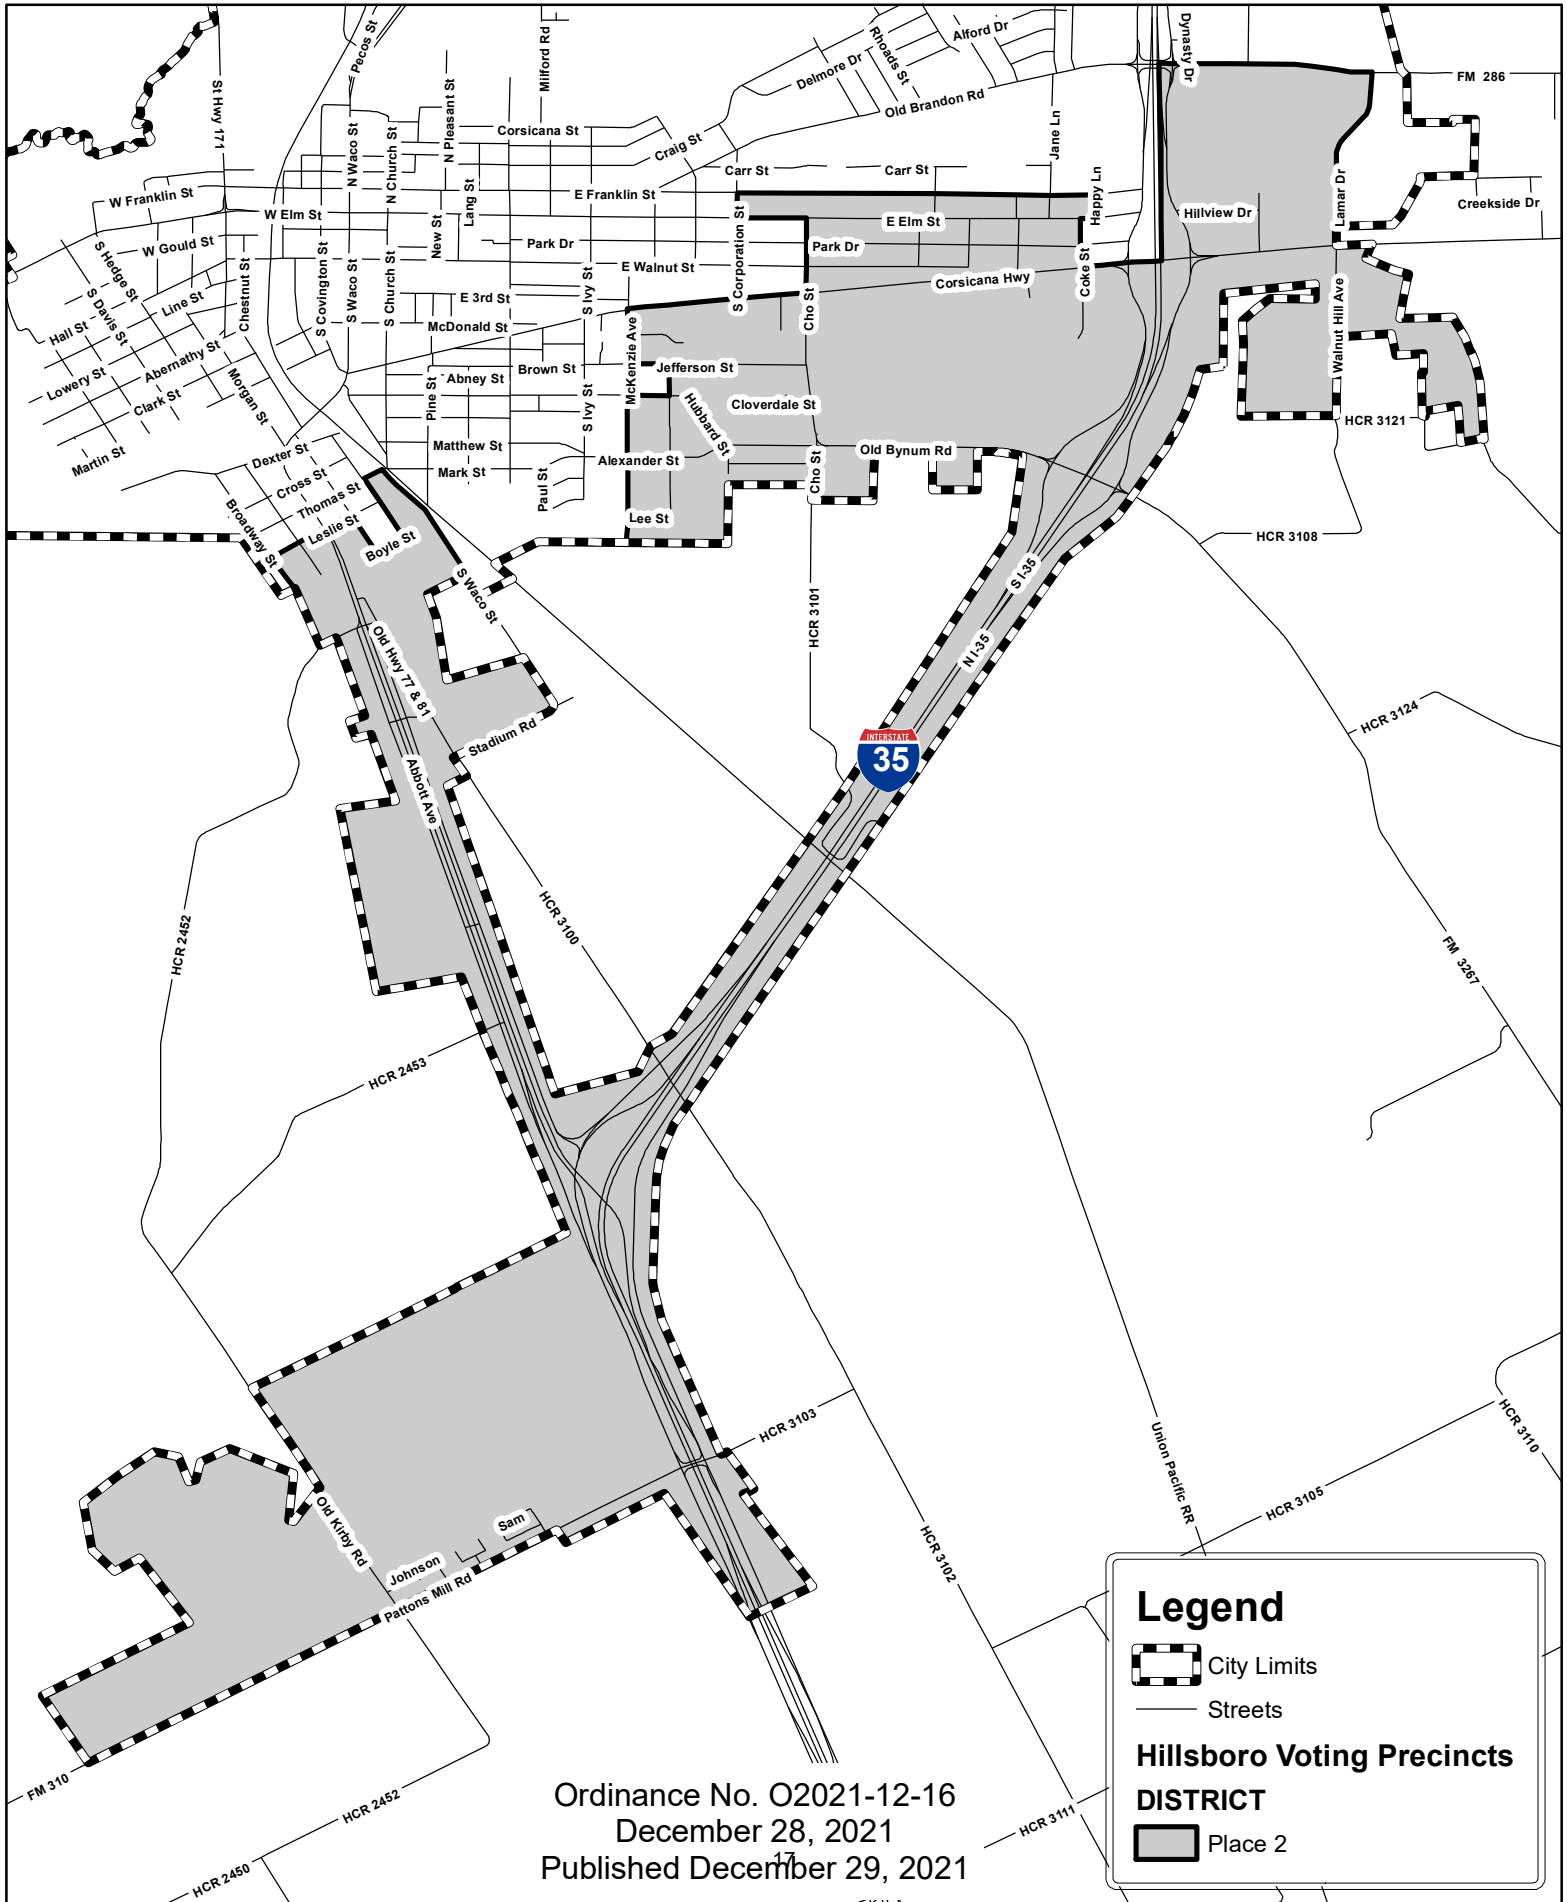 Pecos St
Milford Rd
Rhoads St
Alford Dr
Dynasty Dr
Delmore Dr
FM 286
St Hwy 171
N Pleasant St
Old Brandon Rd
Corsicana St
N Waco St
N Church St
Craig St
Jane Ln
Carr St
Carr St
W Franklin St
Lang St
E Franklin St
Happy Ln
Lamar Dr
Creekside Dr
W Elm St
New St
S Corporation St
E Elm St
Hillview Dr
W Gould St
Park Dr
Park Dr
S Hedge St
Chestnut St
S Covington St
S Waco St
S Church St
E Walnut St
S Ivy St
Corsicana Hwy
Coke St
S Davis St
Line St
E 3rd St
Cho St
Walnut Hill Ave
Hall St
McDonald St
McKenzie Ave
Abernathy St
Lowery St
Morgan St
Brown St
Jefferson St
Abney St
Pine St
Clark St
S Ivy St
Hubbard St
Cloverdale St
HCR 3121
Martin St
Dexter St
Matthew St
Old Bynum Rd
Alexander St
Mark St
Cho St
Cross St
Paul St
Thomas St
Broadway St
Leslie St
Lee St
Boyle St
HCR 3108
S Waco St
S I-35
HCR 3101
N I-35
Old Hwy 77 & 81
HCR 3124
Stadium Rd
INTERSTATE
35
Abbott Ave
HCR 2452
HCR 3100
FM 3267
HCR 2453
HCR 3103
HCR 3110
Union Pacific RR
HCR 3105
Old Kirby Rd
Sam
HCR 3102
Johnson
Pattons Mill Rd
FM 310
HCR 2452
HCR 2450
HCR 3111
Legend
City Limits
Streets
Hillsboro Voting Precincts
DISTRICT
Place 2
Ordinance No. O2021-12-16
December 28, 2021
17
Published December 29, 2021